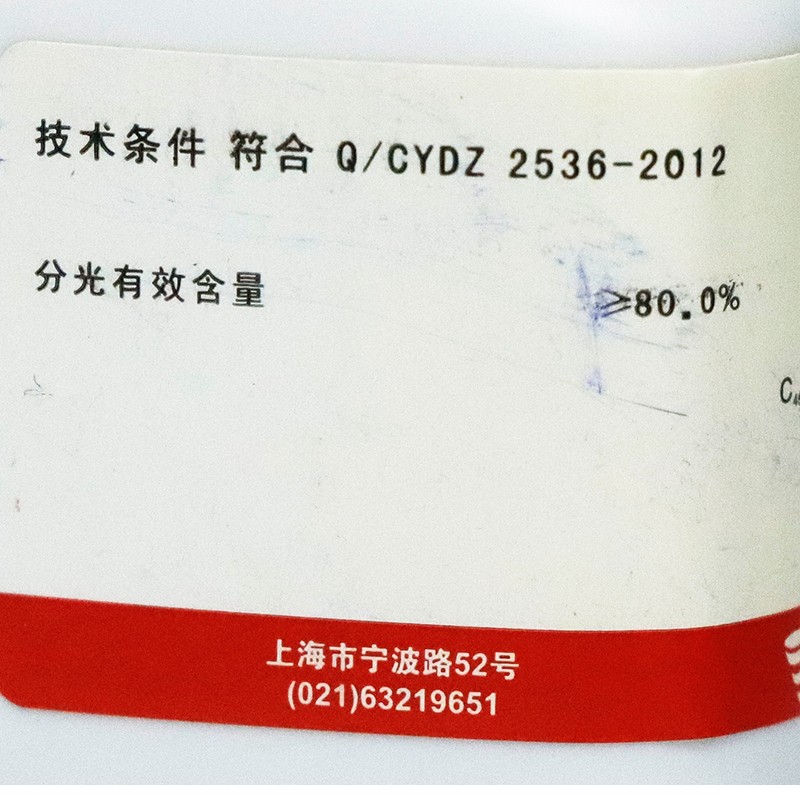 技术条件 符合 Q/CYDZ 2536-2012
分光有效含量 ≥80.0%
上海市宁波路52号
(021)63219651